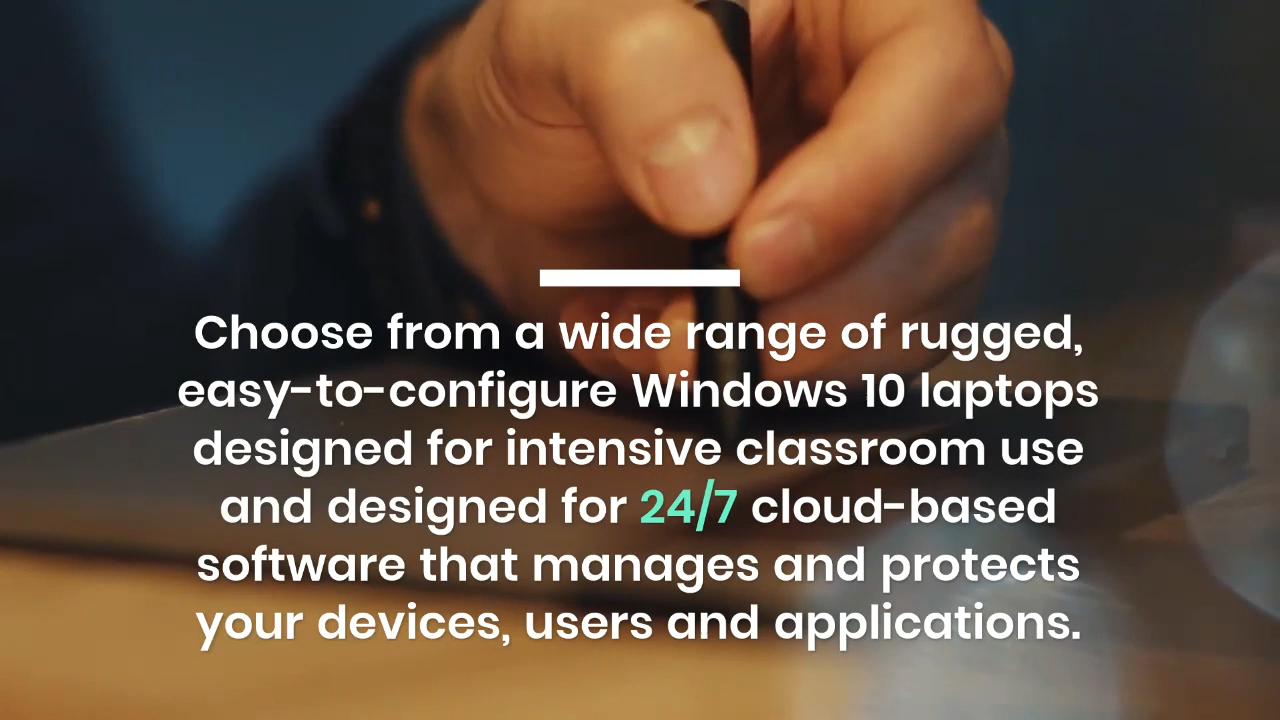 Choose from a wide range of rugged,
easy-to-configure Windows 10 laptops
designed for intensive classroom use
and designed for 24/7 cloud-based
software that manages and protects
your devices, users and applications.